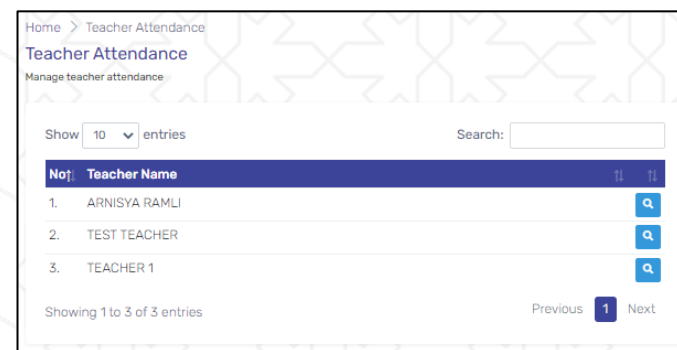 Home > Teacher Attendance
Teacher Attendance
Manage teacher attendance
Show 10 entries Search:
No Teacher Name
1. ARNISYA RAMLI
2. TEST TEACHER
3. TEACHER 1
Showing 1 to 3 of 3 entries Previous 1 Next